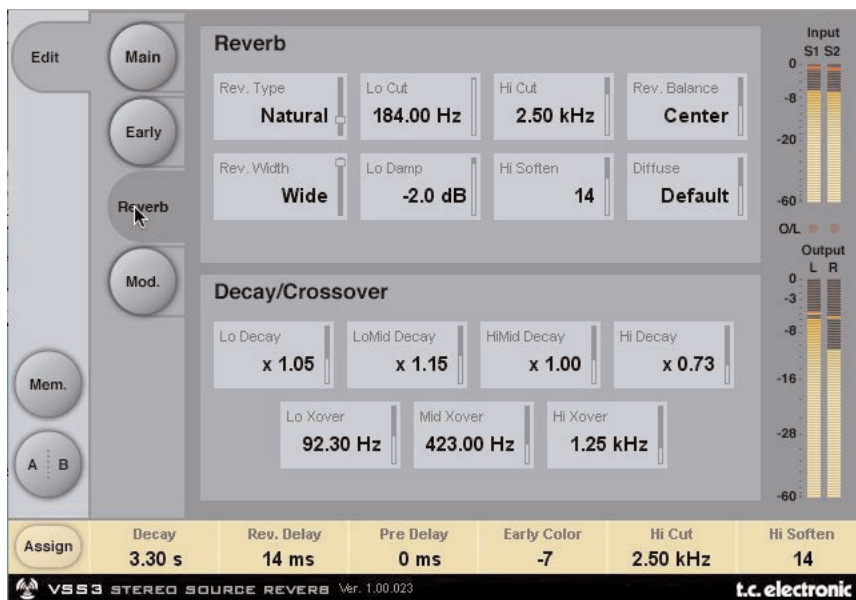 Edit
Main
Early
Reverb
Mod.
Mem.
A B
Reverb
Rev. Type
Natural
Lo Cut
184.00 Hz
Hi Cut
2.50 kHz
Rev. Balance
Center
Rev. Width
Wide
Lo Damp
-2.0 dB
Hi Soften
14
Diffuse
Default
Decay/Crossover
Lo Decay
x 1.05
LoMid Decay
x 1.15
HiMid Decay
x 1.00
Hi Decay
x 0.73
Lo Xover
92.30 Hz
Mid Xover
423.00 Hz
Hi Xover
1.25 kHz
Input
S1 S2
0
-8
-20
-60
O/L
Output
L R
0
-3
-8
-16
-28
-60
Assign
Decay
3.30 s
Rev. Delay
14 ms
Pre Delay
0 ms
Early Color
-7
Hi Cut
2.50 kHz
Hi Soften
14
VSS3 STEREO SOURCE REVERB Ver. 1.00.023
t.c. electronic